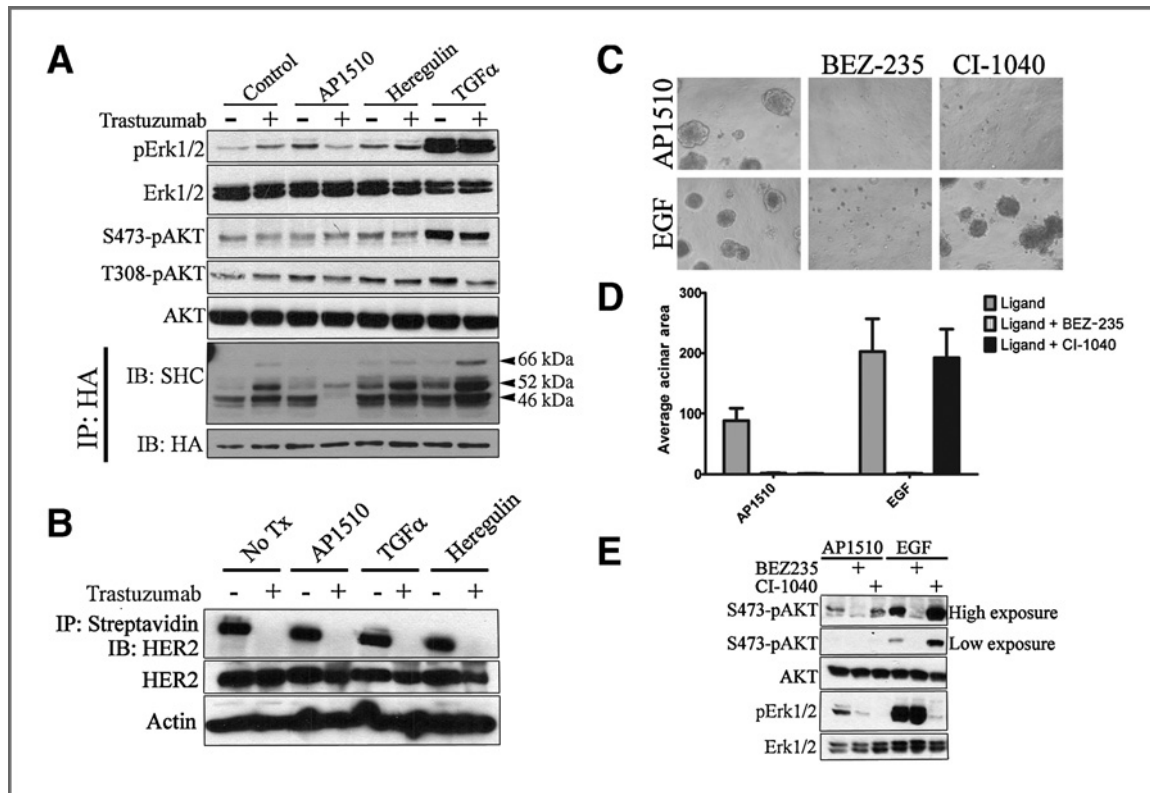 A
Control AP1510 Heregulin TGFα
Trastuzumab - + - + - + - +
pErk1/2
Erk1/2
S473-pAKT
T308-pAKT
AKT
IP: HA
IB: SHC
66 kDa
52 kDa
46 kDa
IB: HA
B
No Tx AP1510 TGFα Heregulin
Trastuzumab - + - + - + - +
IP: Streptavidin
IB: HER2
HER2
Actin
C
BEZ-235 CI-1040
AP1510
EGF
D
Average acinar area
300
200
100
0
AP1510 EGF
Ligand
Ligand + BEZ-235
Ligand + CI-1040
E
AP1510 EGF
BEZ235 + +
CI-1040 + +
S473-pAKT High exposure
S473-pAKT Low exposure
AKT
pErk1/2
Erk1/2